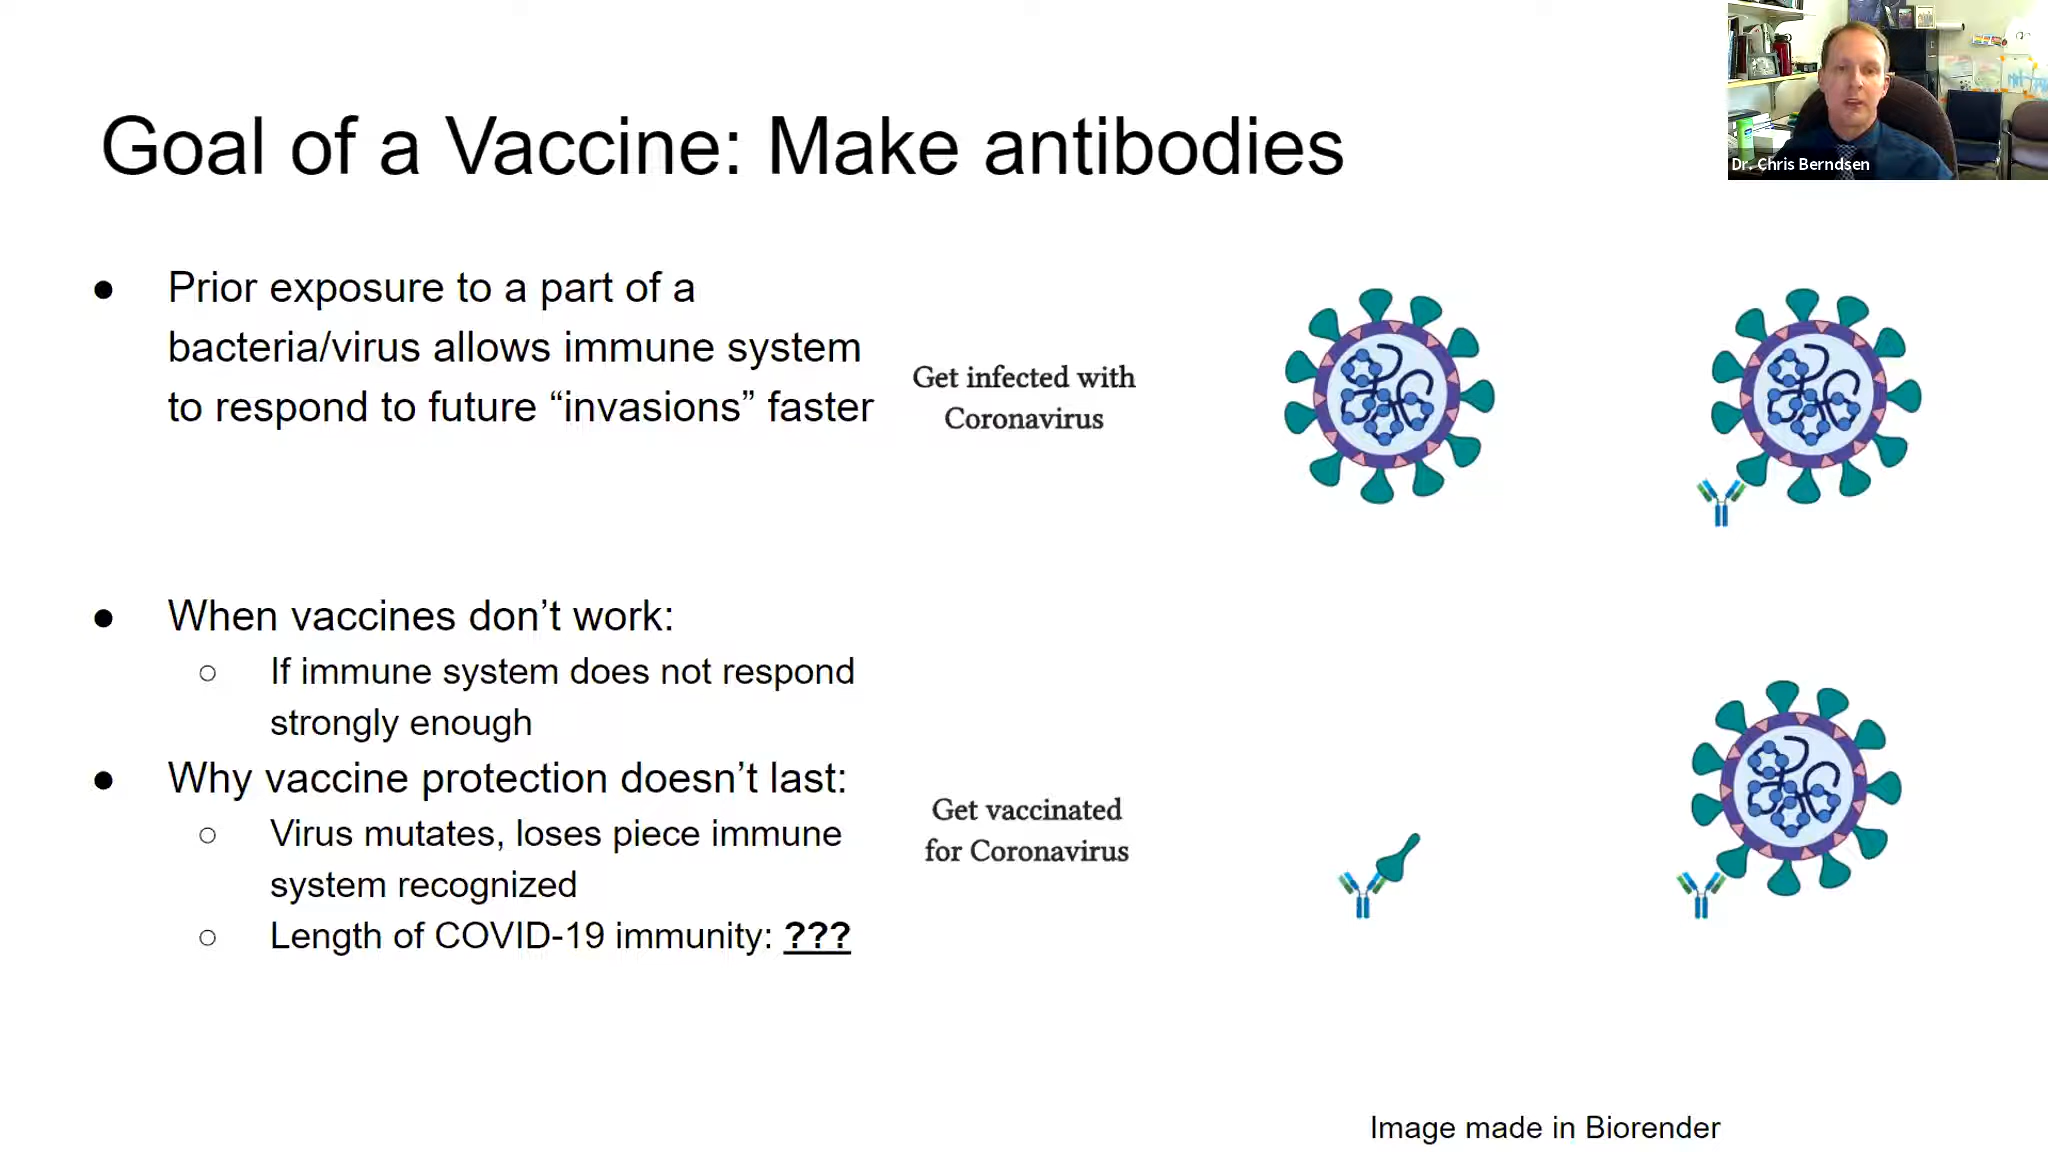 Goal of a Vaccine: Make antibodies
Dr. Chris Berndsen
● Prior exposure to a part of a
bacteria/virus allows immune system
to respond to future “invasions” faster
Get infected with
Coronavirus
● When vaccines don’t work:
○ If immune system does not respond
strongly enough
● Why vaccine protection doesn’t last:
○ Virus mutates, loses piece immune
system recognized
○ Length of COVID-19 immunity: ???
Get vaccinated
for Coronavirus
Image made in Biorender